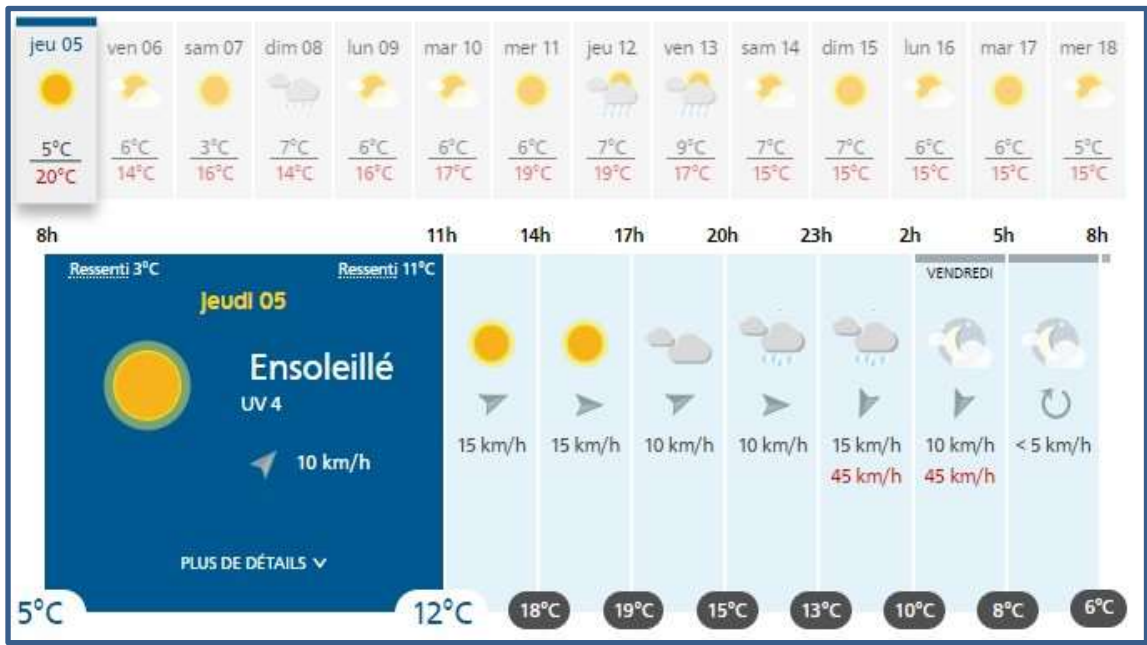 jeu 05 ven 06 sam 07 dim 08 lun 09 mar 10 mer 11 jeu 12 ven 13 sam 14 dim 15 lun 16 mar 17 mer 18
5°C 6°C 3°C 7°C 6°C 6°C 6°C 7°C 9°C 7°C 7°C 6°C 6°C 5°C
20°C 14°C 16°C 14°C 16°C 17°C 19°C 19°C 17°C 15°C 15°C 15°C 15°C 15°C
8h 11h 14h 17h 20h 23h 2h 5h 8h
Ressenti 3°C Ressenti 11°C VENDREDI
Jeudi 05
Ensoleillé
UV 4
10 km/h
15 km/h 15 km/h 10 km/h 10 km/h 15 km/h 10 km/h < 5 km/h
45 km/h 45 km/h
PLUS DE DÉTAILS
5°C 12°C 18°C 19°C 15°C 13°C 10°C 8°C 6°C